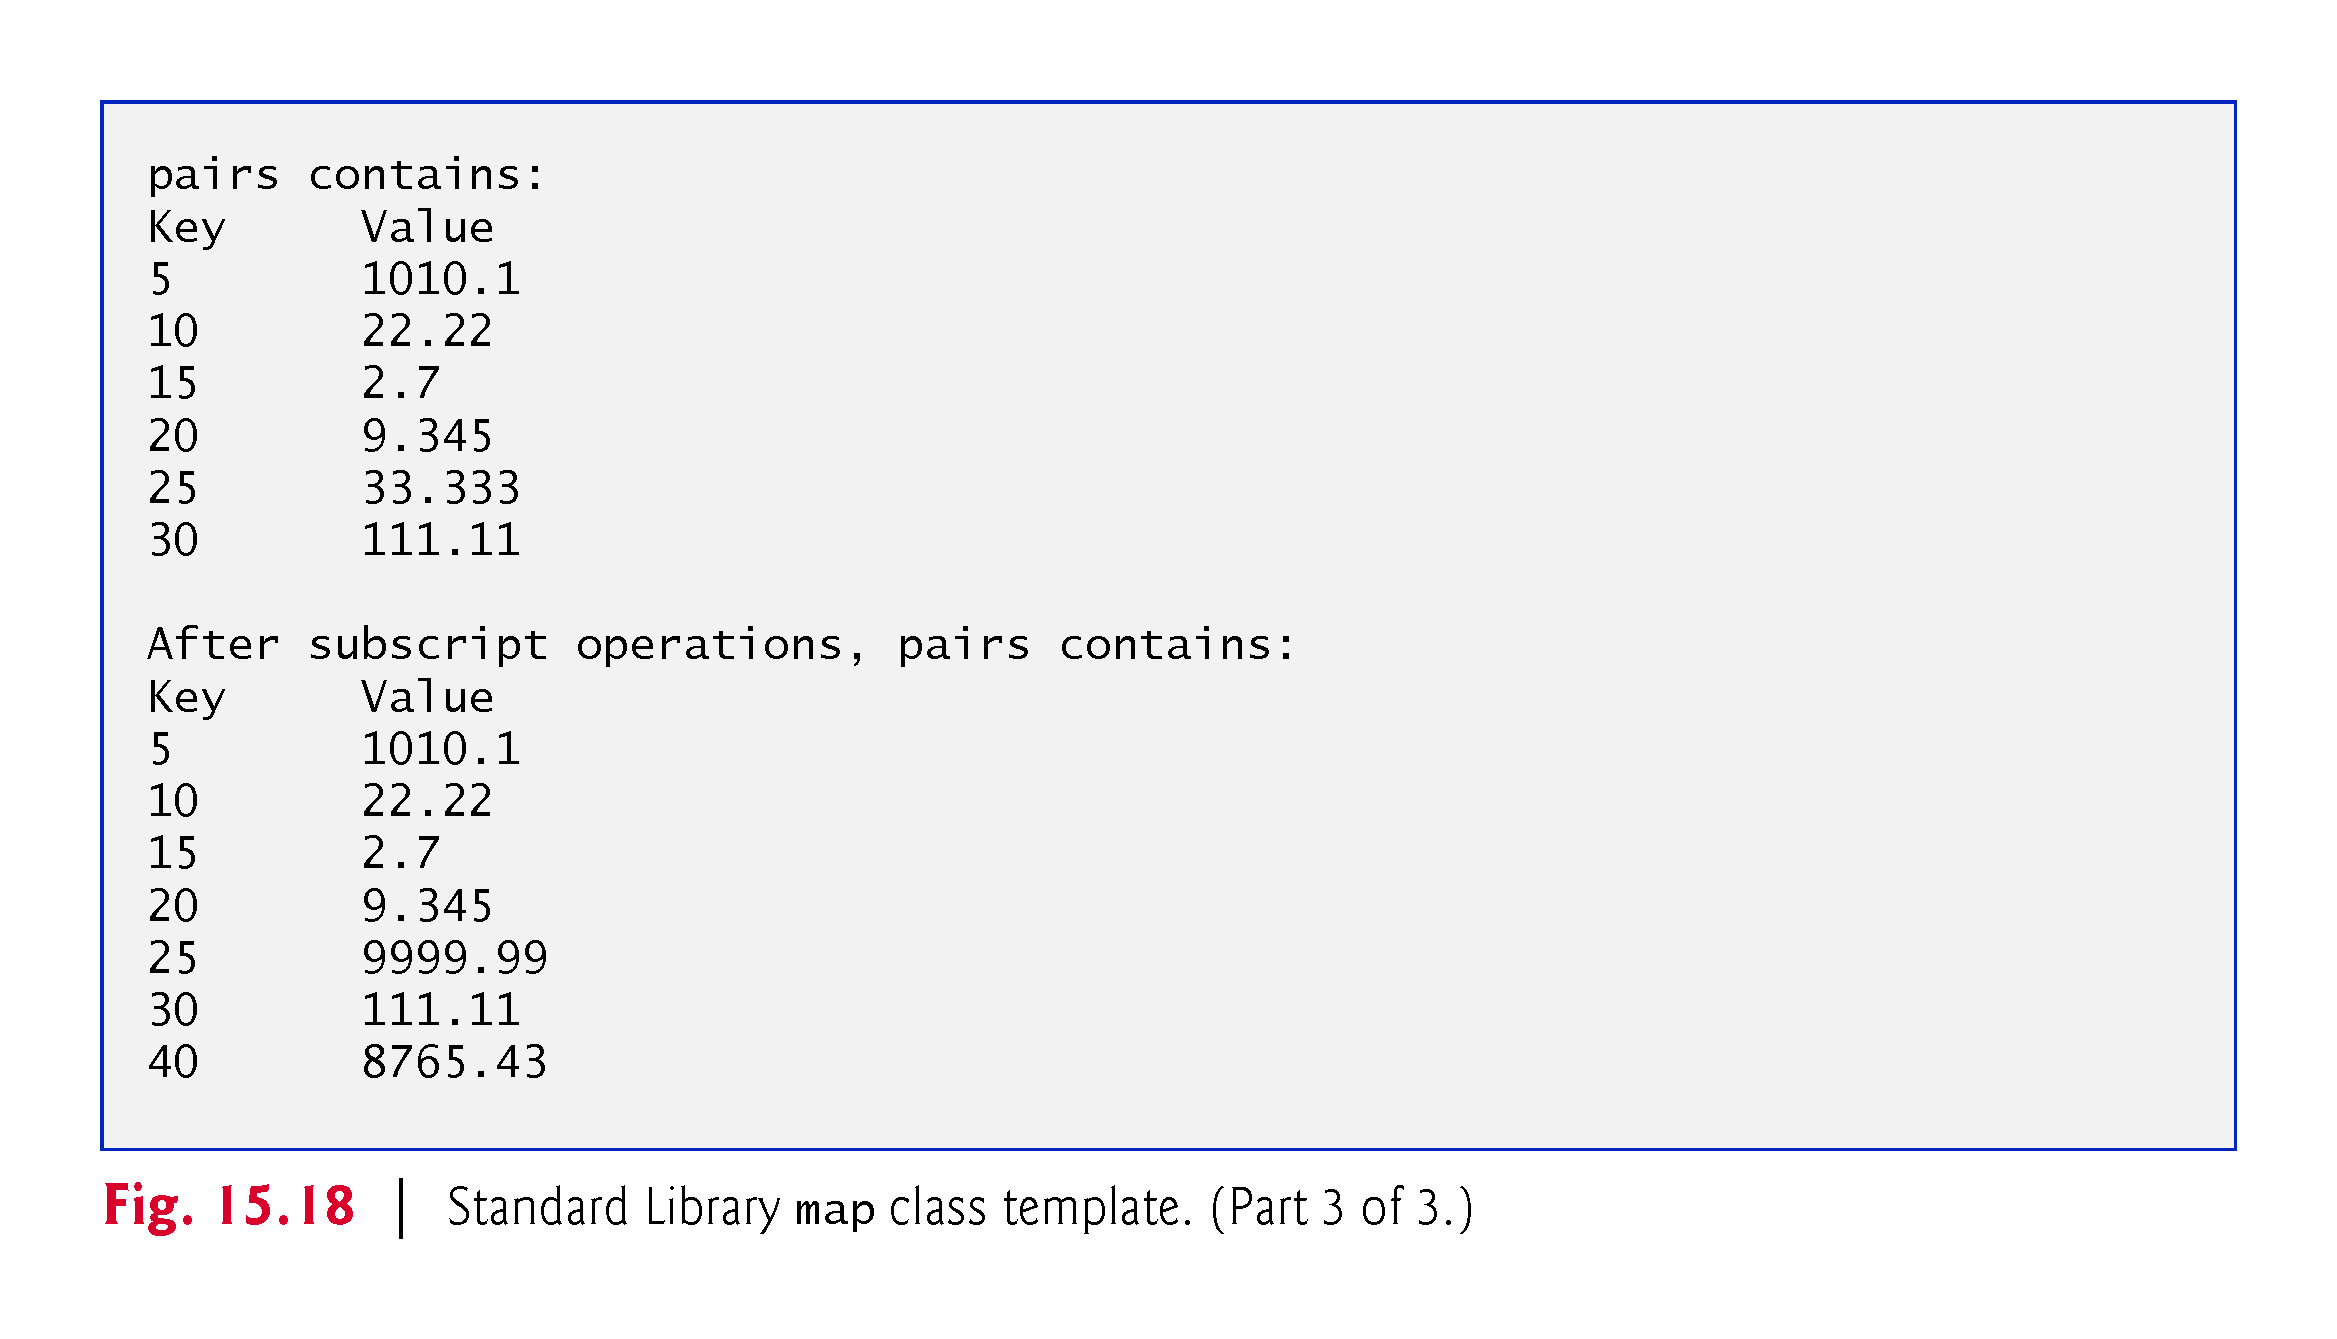 pairs contains:
Key     Value
5       1010.1
10      22.22
15      2.7
20      9.345
25      33.333
30      111.11
After subscript operations, pairs contains:
Key     Value
5       1010.1
10      22.22
15      2.7
20      9.345
25      9999.99
30      111.11
40      8765.43
Fig. 15.18 | Standard Library map class template. (Part 3 of 3.)